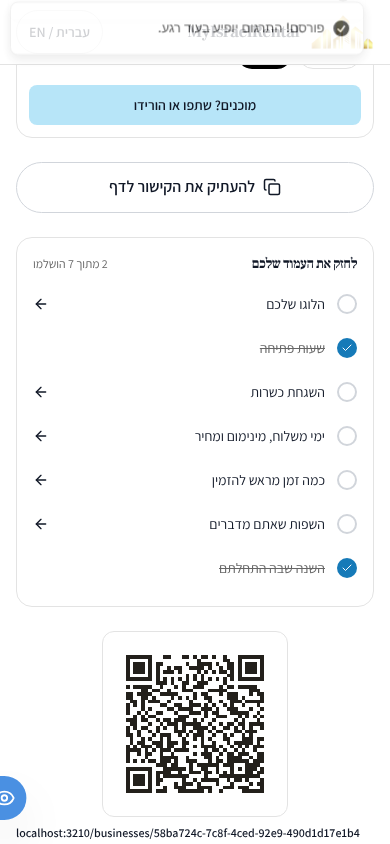 פורסם! התרגום יופיע בעוד רגע.
MyIsraelRental
עברית / EN
מוכנים? שתפו או הורידו
להעתיק את הקישור לדף
לחזק את העמוד שלכם
2 מתוך 7 הושלמו
הלוגו שלכם
שעות פתיחה
השגחת כשרות
ימי משלוח, מינימום ומחיר
כמה זמן מראש להזמין
השפות שאתם מדברים
השנה שבה התחלתם
localhost:3210/businesses/58ba724c-7c8f-4ced-92e9-490d1d17e1b4